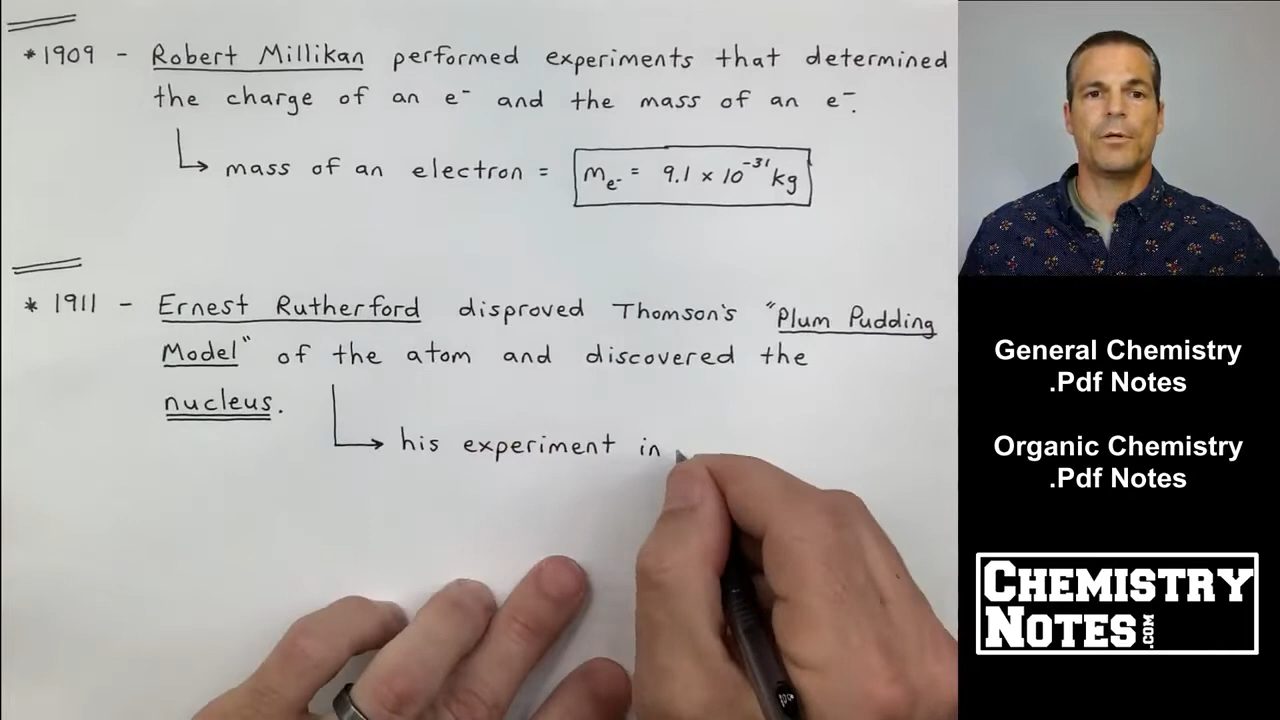 * 1909 - Robert Millikan performed experiments that determined
the charge of an e⁻ and the mass of an e⁻.
mass of an electron = mₑ₋ = 9.1 × 10⁻³¹ kg
* 1911 - Ernest Rutherford disproved Thomson's "Plum Pudding
Model" of the atom and discovered the
nucleus.
his experiment in
General Chemistry
.Pdf Notes
Organic Chemistry
.Pdf Notes
CHEMISTRY
NOTES.COM